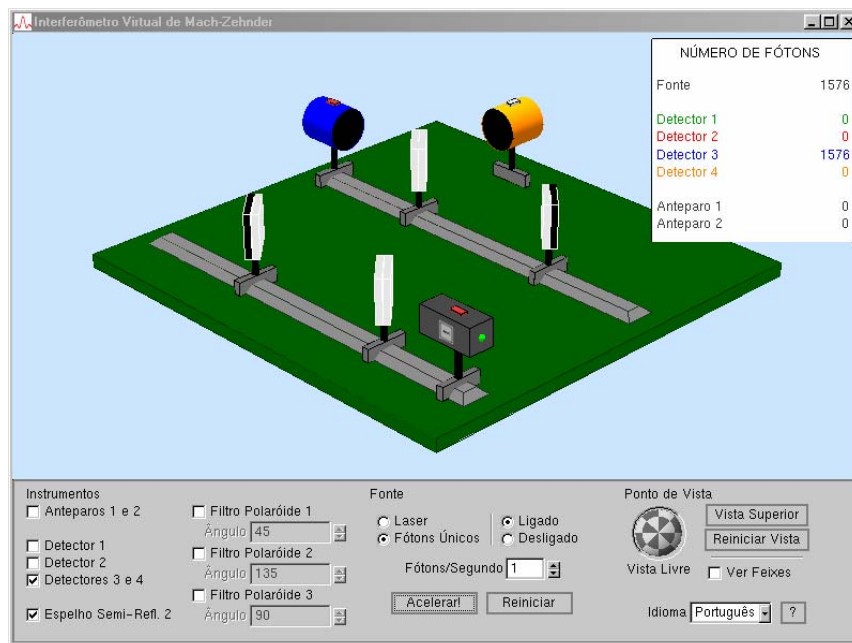 Interferômetro Virtual de Mach-Zehnder
NÚMERO DE FÓTONS
Fonte 1576
Detector 1 0
Detector 2 0
Detector 3 1576
Detector 4 0
Anteparo 1 0
Anteparo 2 0
Instrumentos
Anteparos 1 e 2
Detector 1
Detector 2
Detectores 3 e 4
Espelho Semi-Refl. 2
Filtro Polaróide 1
Ângulo 45
Filtro Polaróide 2
Ângulo 135
Filtro Polaróide 3
Ângulo 90
Fonte
Laser
Fótons Únicos
Ligado
Desligado
Fótons/Segundo 1
Acelerar!
Reiniciar
Ponto de Vista
Vista Superior
Reiniciar Vista
Vista Livre
Ver Feixes
Idioma Português ?